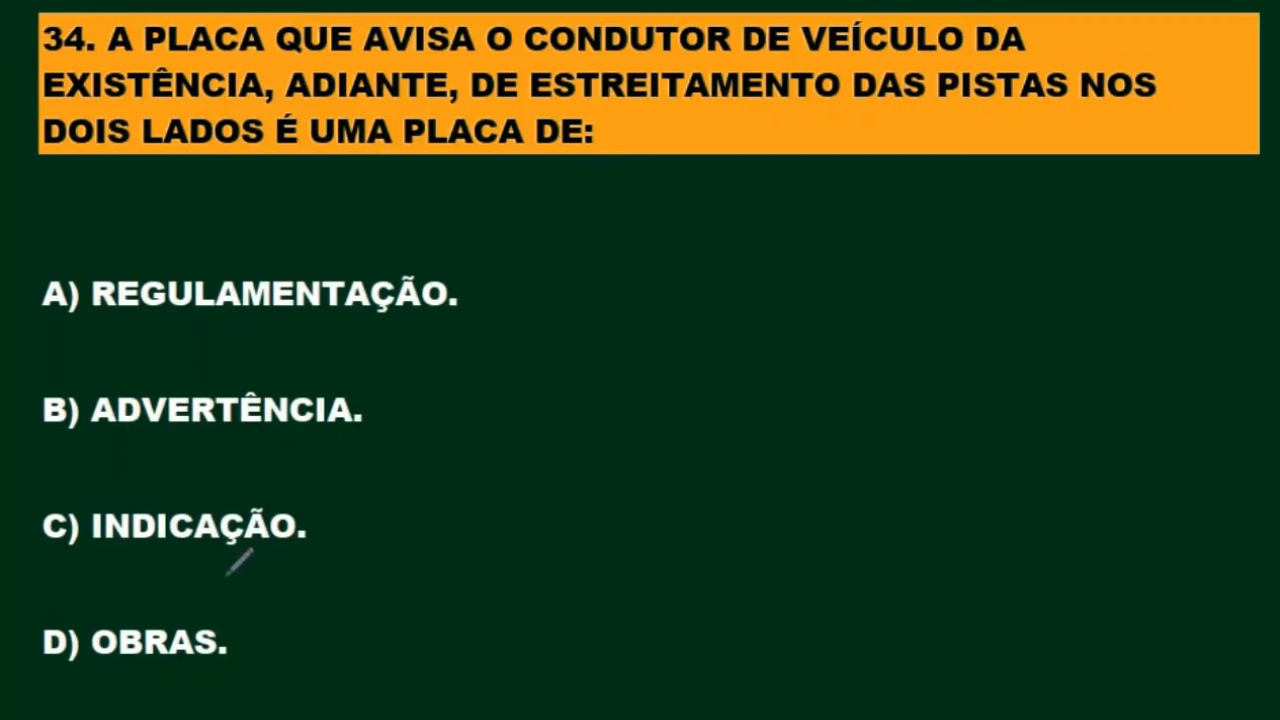 34. A PLACA QUE AVISA O CONDUTOR DE VEÍCULO DA
EXISTÊNCIA, ADIANTE, DE ESTREITAMENTO DAS PISTAS NOS
DOIS LADOS É UMA PLACA DE:
A) REGULAMENTAÇÃO.
B) ADVERTÊNCIA.
C) INDICAÇÃO.
D) OBRAS.